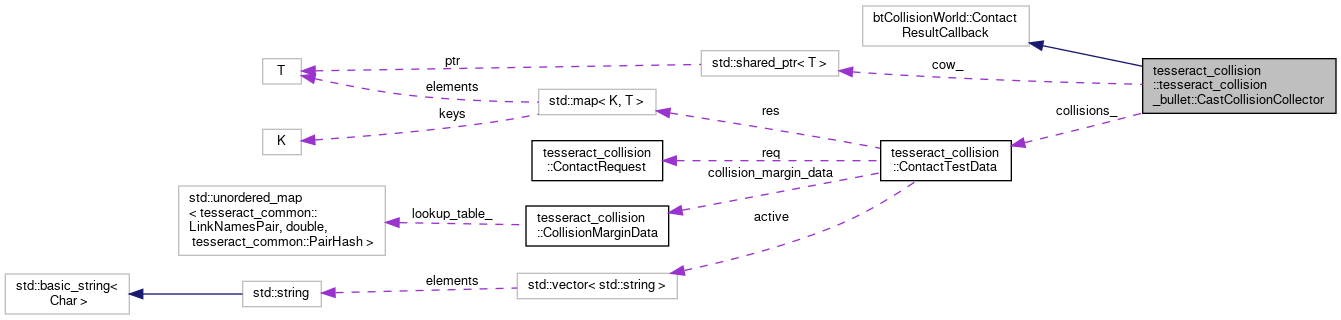 btCollisionWorld::Contact
ResultCallback
T
ptr
std::shared_ptr< T >
cow_
tesseract_collision
::tesseract_collision
_bullet::CastCollisionCollector
elements
std::map< K, T >
keys
K
res
collisions_
tesseract_collision
::ContactRequest
req
tesseract_collision
::ContactTestData
collision_margin_data
std::unordered_map
< tesseract_common::
LinkNamesPair, double,
tesseract_common::PairHash >
lookup_table_
tesseract_collision
::CollisionMarginData
active
std::basic_string<
Char >
std::string
elements
std::vector< std::string >